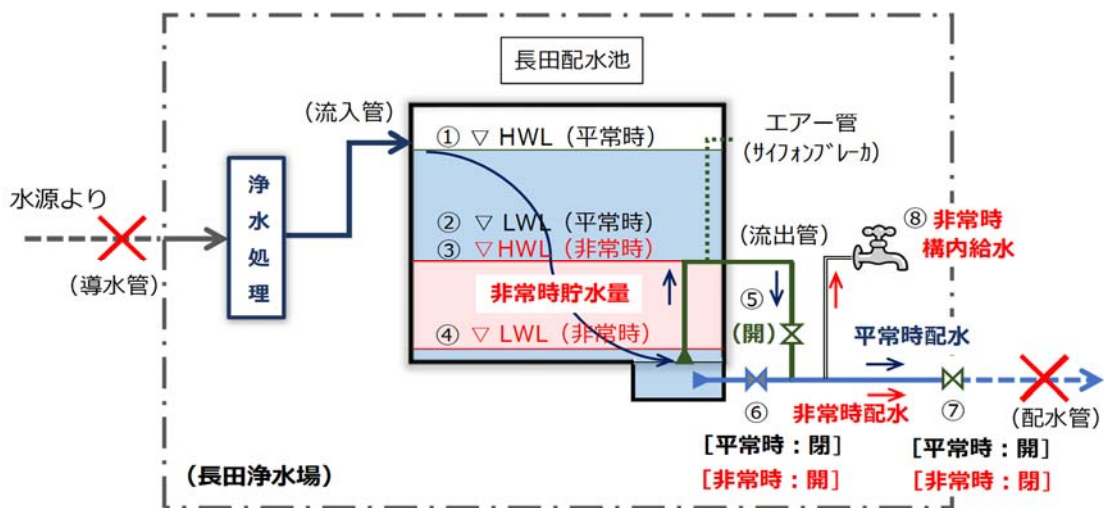 長田配水池
(流入管)
① ▽ HWL (平常時)
エアー管
(ｻｲﾌｫﾝﾌﾞﾚｰｶ)
水源より
(導水管)
浄水処理
② ▽ LWL (平常時)
③ ▽ HWL (非常時)
(流出管)
⑧ 非常時
構内給水
非常時貯水量
⑤
(開)
④ ▽ LWL (非常時)
平常時配水
⑥
非常時配水
⑦
(配水管)
[平常時：閉]
[非常時：開]
[平常時：開]
[非常時：閉]
(長田浄水場)